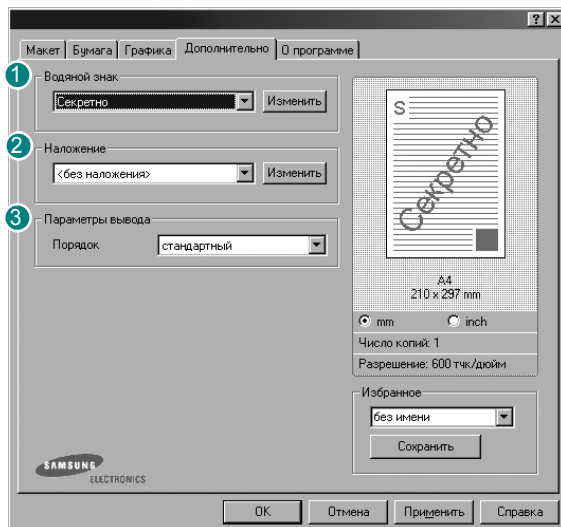 ? ×
Макет Бумага Графика Дополнительно О программе
1 Водяной знак
Секретно Изменить
2 Наложение
<без наложения> Изменить
3 Параметры вывода
Порядок стандартный
S
Секретно
A4
210 x 297 mm
mm inch
Число копий: 1
Разрешение: 600 тчк/дюйм
Избранное
без имени
Сохранить
SAMSUNG
ELECTRONICS
OK Отмена Применить Справка